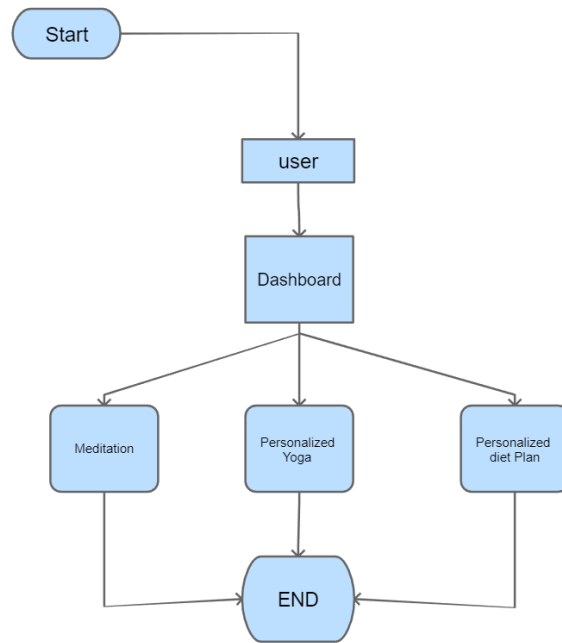 Start
user
Dashboard
Meditation
Personalized
Yoga
Personalized
diet Plan
END